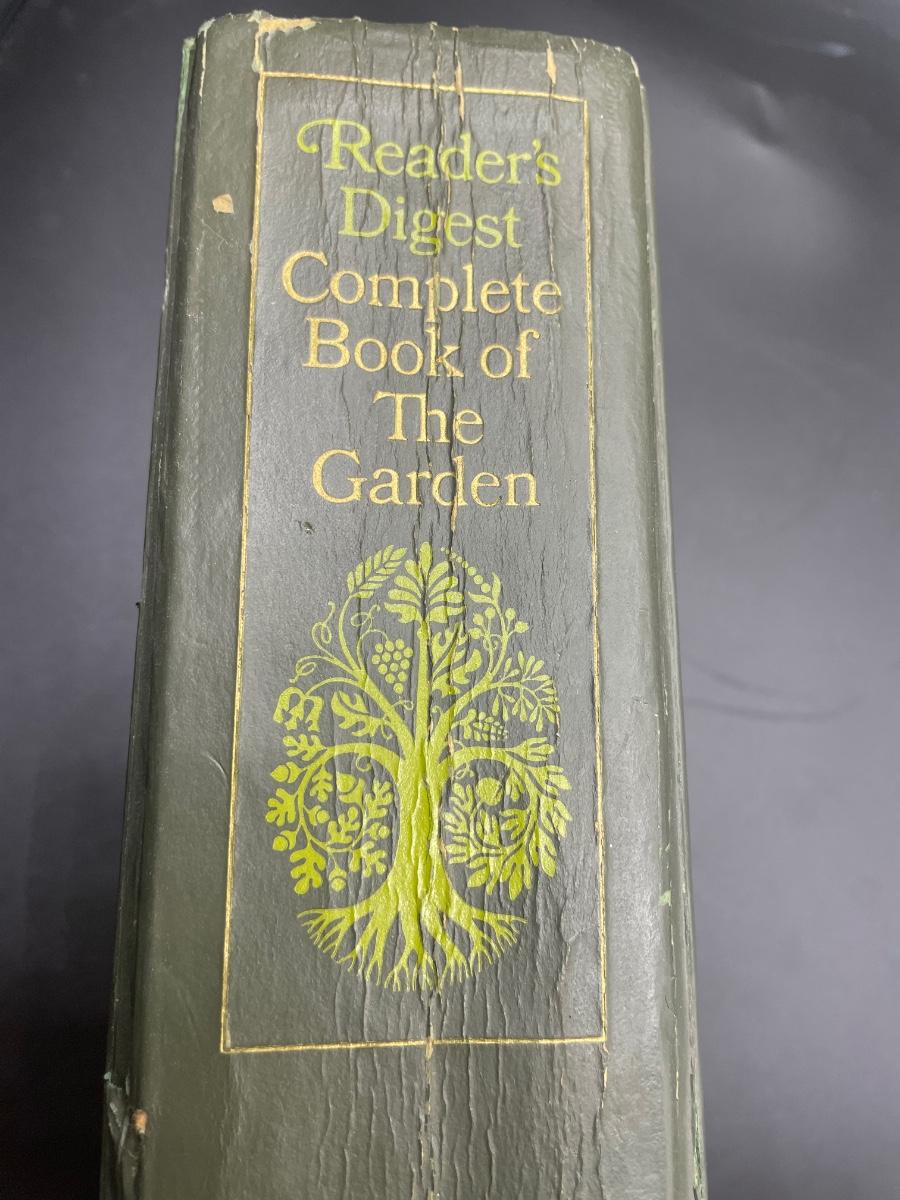 Reader's
Digest
Complete
Book of
The
Garden